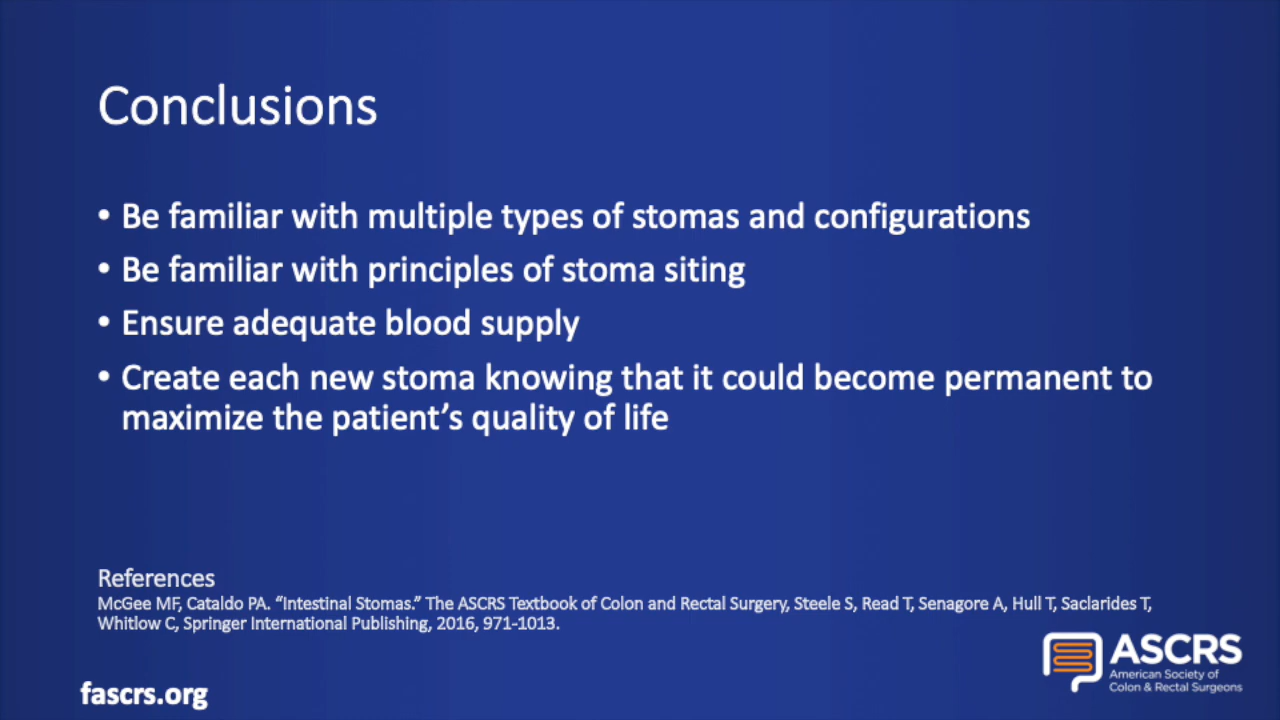 Conclusions
• Be familiar with multiple types of stomas and configurations
• Be familiar with principles of stoma siting
• Ensure adequate blood supply
• Create each new stoma knowing that it could become permanent to
maximize the patient’s quality of life
References
McGee MF, Cataldo PA. “Intestinal Stomas.” The ASCRS Textbook of Colon and Rectal Surgery, Steele S, Read T, Senagore A, Hull T, Saclarides T,
Whitlow C, Springer International Publishing, 2016, 971-1013.
ASCRS
American Society of
Colon & Rectal Surgeons
fascrs.org